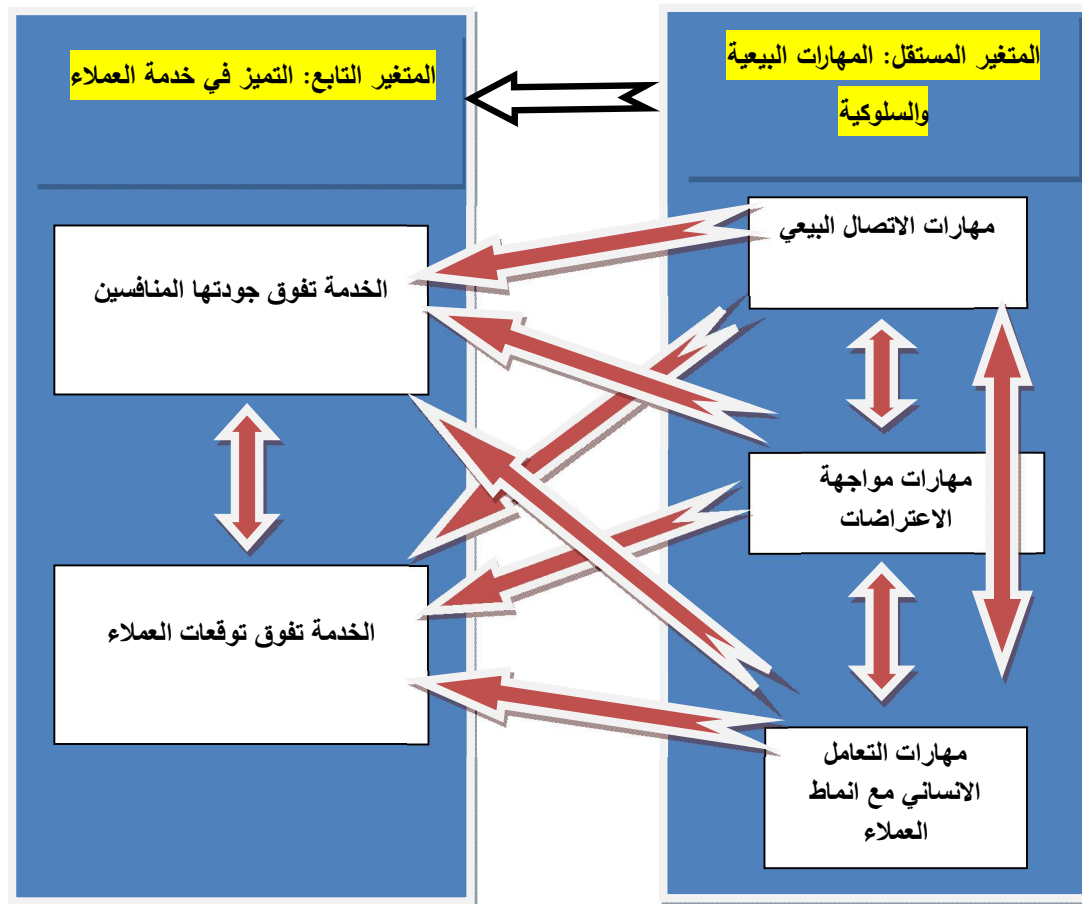 المتغير المستقل: المهارات البيعية
والسلوكية
المتغير التابع: التميز في خدمة العملاء
مهارات الاتصال البيعي
الخدمة تفوق جودتها المنافسين
مهارات مواجهة
الاعتراضات
الخدمة تفوق توقعات العملاء
مهارات التعامل
الانساني مع انماط
العملاء